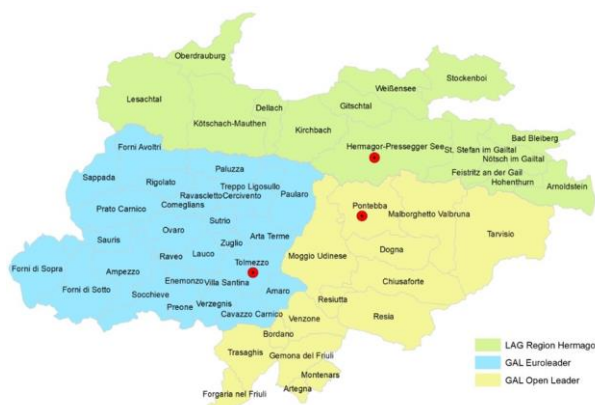 Oberdrauburg
Stockenboi
Weißensee
Lesachtal
Dellach
Gitschtal
Kötschach-Mauthen
Kirchbach
Bad Bleiberg
Forni Avoltri
Hermagor-Pressegger See
St. Stefan im Gailtal
Nötsch im Gailtal
Paluzza
Feistritz an der Gail
Sappada
Rigolato
Treppo Ligosullo
Hohenturn
Arnoldstein
Ravascletto
Cercivento
Paularo
Comeglians
Prato Carnico
Pontebba
Malborghetto Valbruna
Sutrio
Ovaro
Arta Terme
Tarvisio
Sauris
Zuglio
Dogna
Raveo
Lauco
Moggio Udinese
Forni di Sopra
Ampezzo
Tolmezzo
Chiusaforte
Enemonzo
Villa Santina
Forni di Sotto
Socchieve
Amaro
Resiutta
Preone
Verzegnis
Venzone
Resia
Cavazzo Carnico
Bordano
LAG Region Hermago
Trasaghis
Gemona del Friuli
GAL Euroleader
Montenars
GAL Open Leader
Artegna
Forgaria nel Friuli